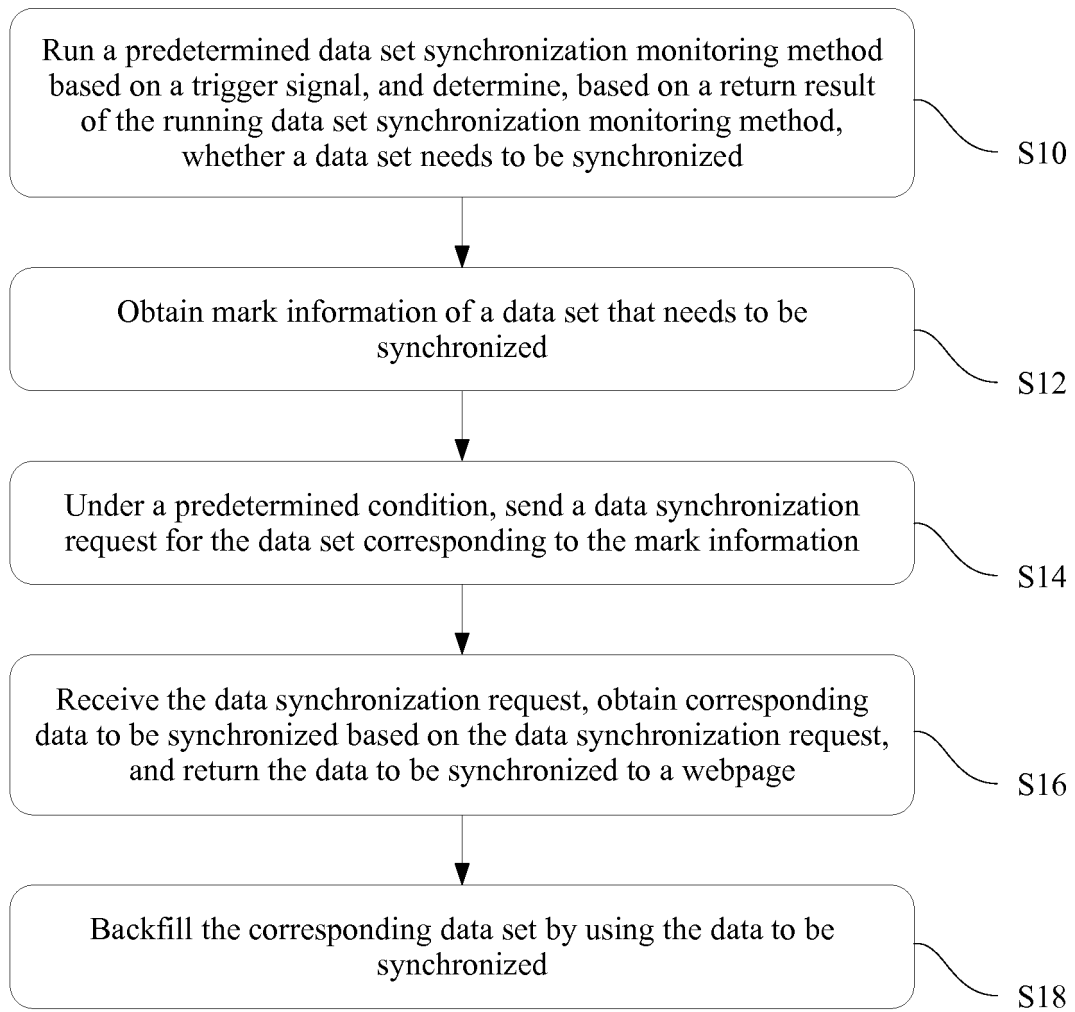 Run a predetermined data set synchronization monitoring method
based on a trigger signal, and determine, based on a return result
of the running data set synchronization monitoring method,
whether a data set needs to be synchronized
S10
Obtain mark information of a data set that needs to be
synchronized
S12
Under a predetermined condition, send a data synchronization
request for the data set corresponding to the mark information
S14
Receive the data synchronization request, obtain corresponding
data to be synchronized based on the data synchronization request,
and return the data to be synchronized to a webpage
S16
Backfill the corresponding data set by using the data to be
synchronized
S18